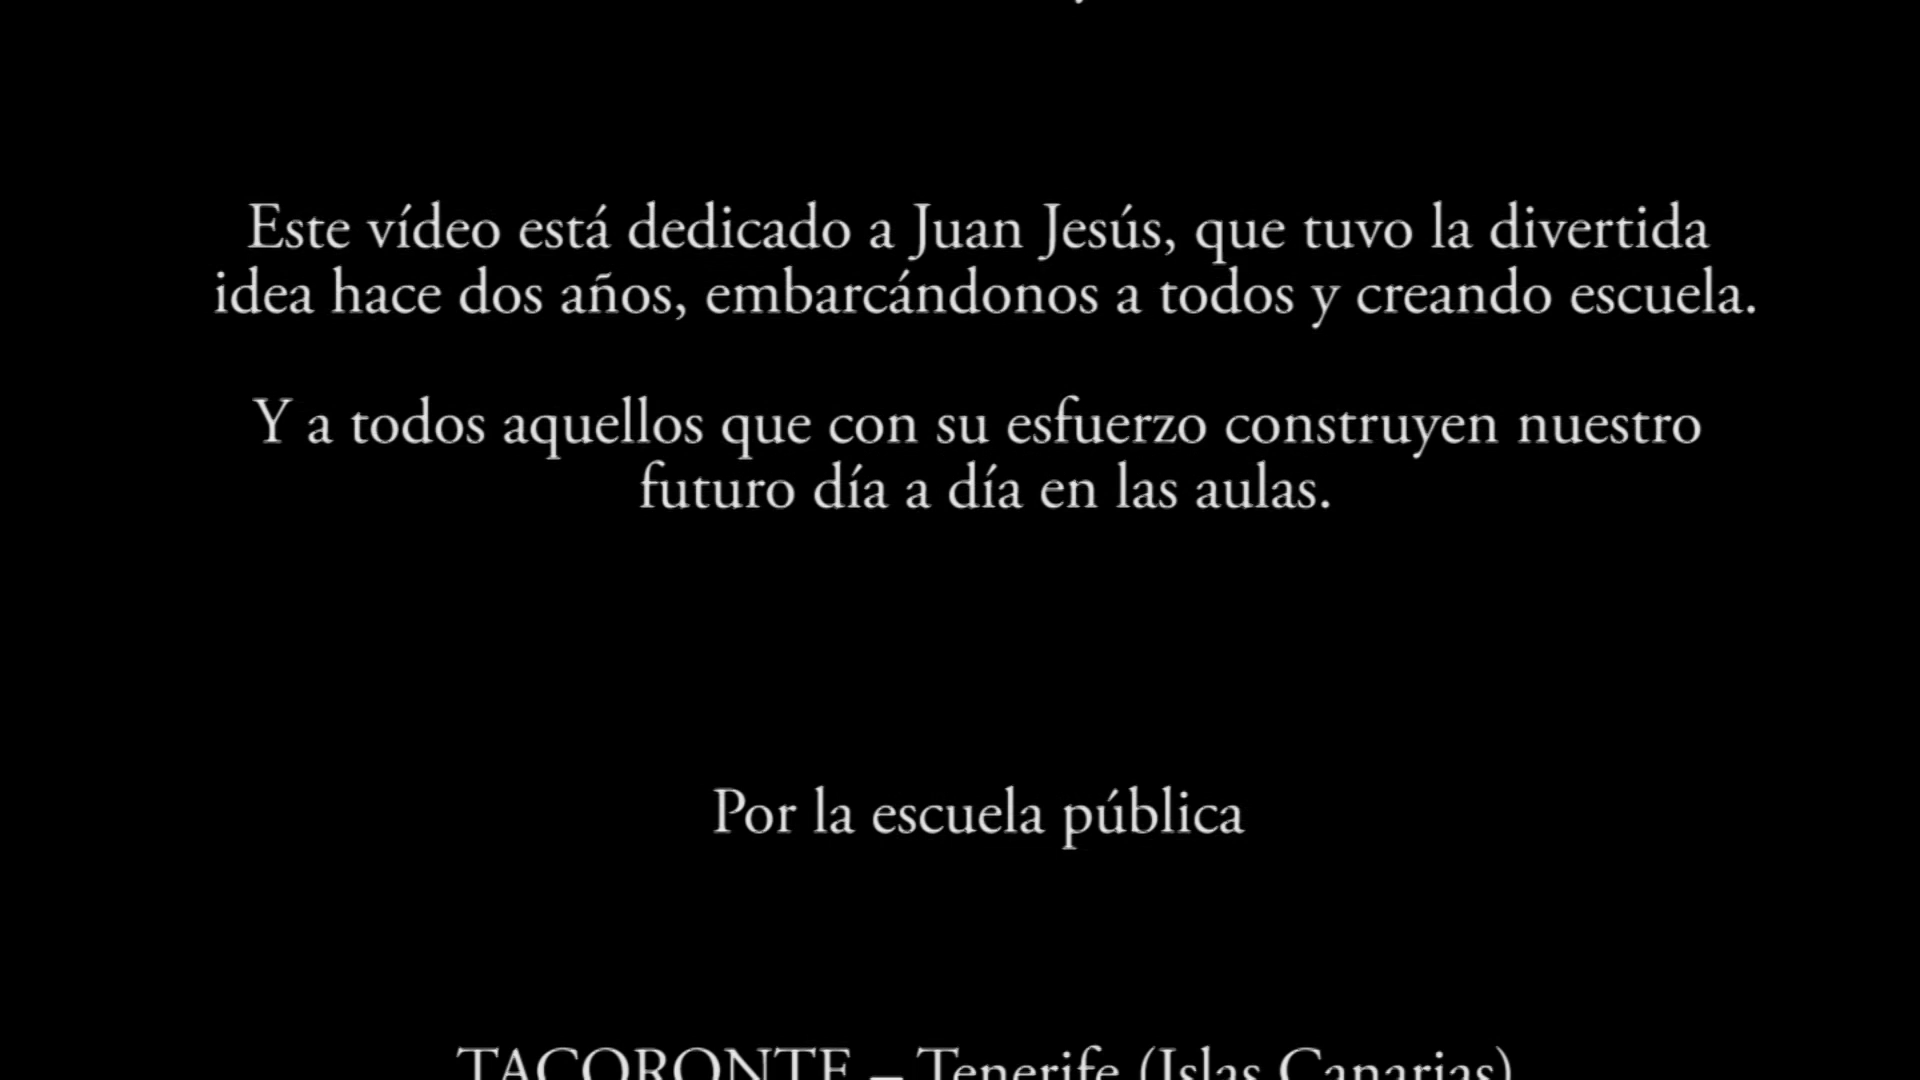 Este vídeo está dedicado a Juan Jesús, que tuvo la divertida
idea hace dos años, embarcándonos a todos y creando escuela.
Y a todos aquellos que con su esfuerzo construyen nuestro
futuro día a día en las aulas.
Por la escuela pública
TACORONTE – Tenerife (Islas Canarias)